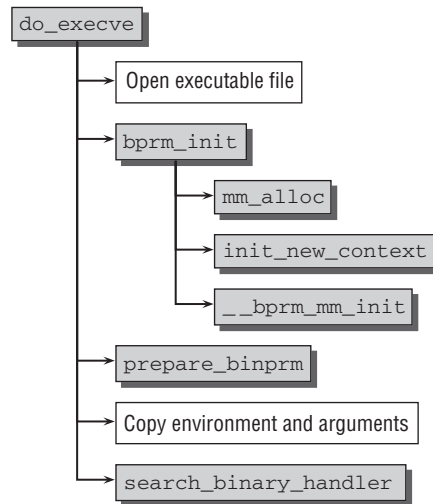 do_execve
Open executable file
bprm_init
mm_alloc
init_new_context
__bprm_mm_init
prepare_binprm
Copy environment and arguments
search_binary_handler